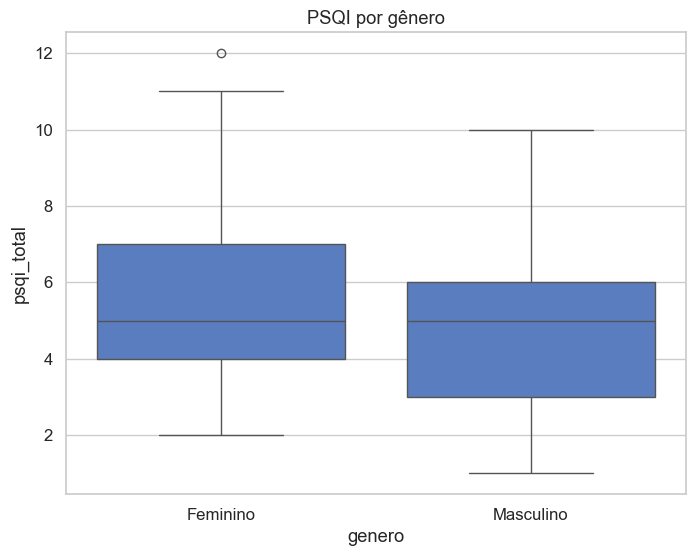 PSQI por gênero
12
10
8
6
4
2
psqi_total
Feminino
Masculino
genero